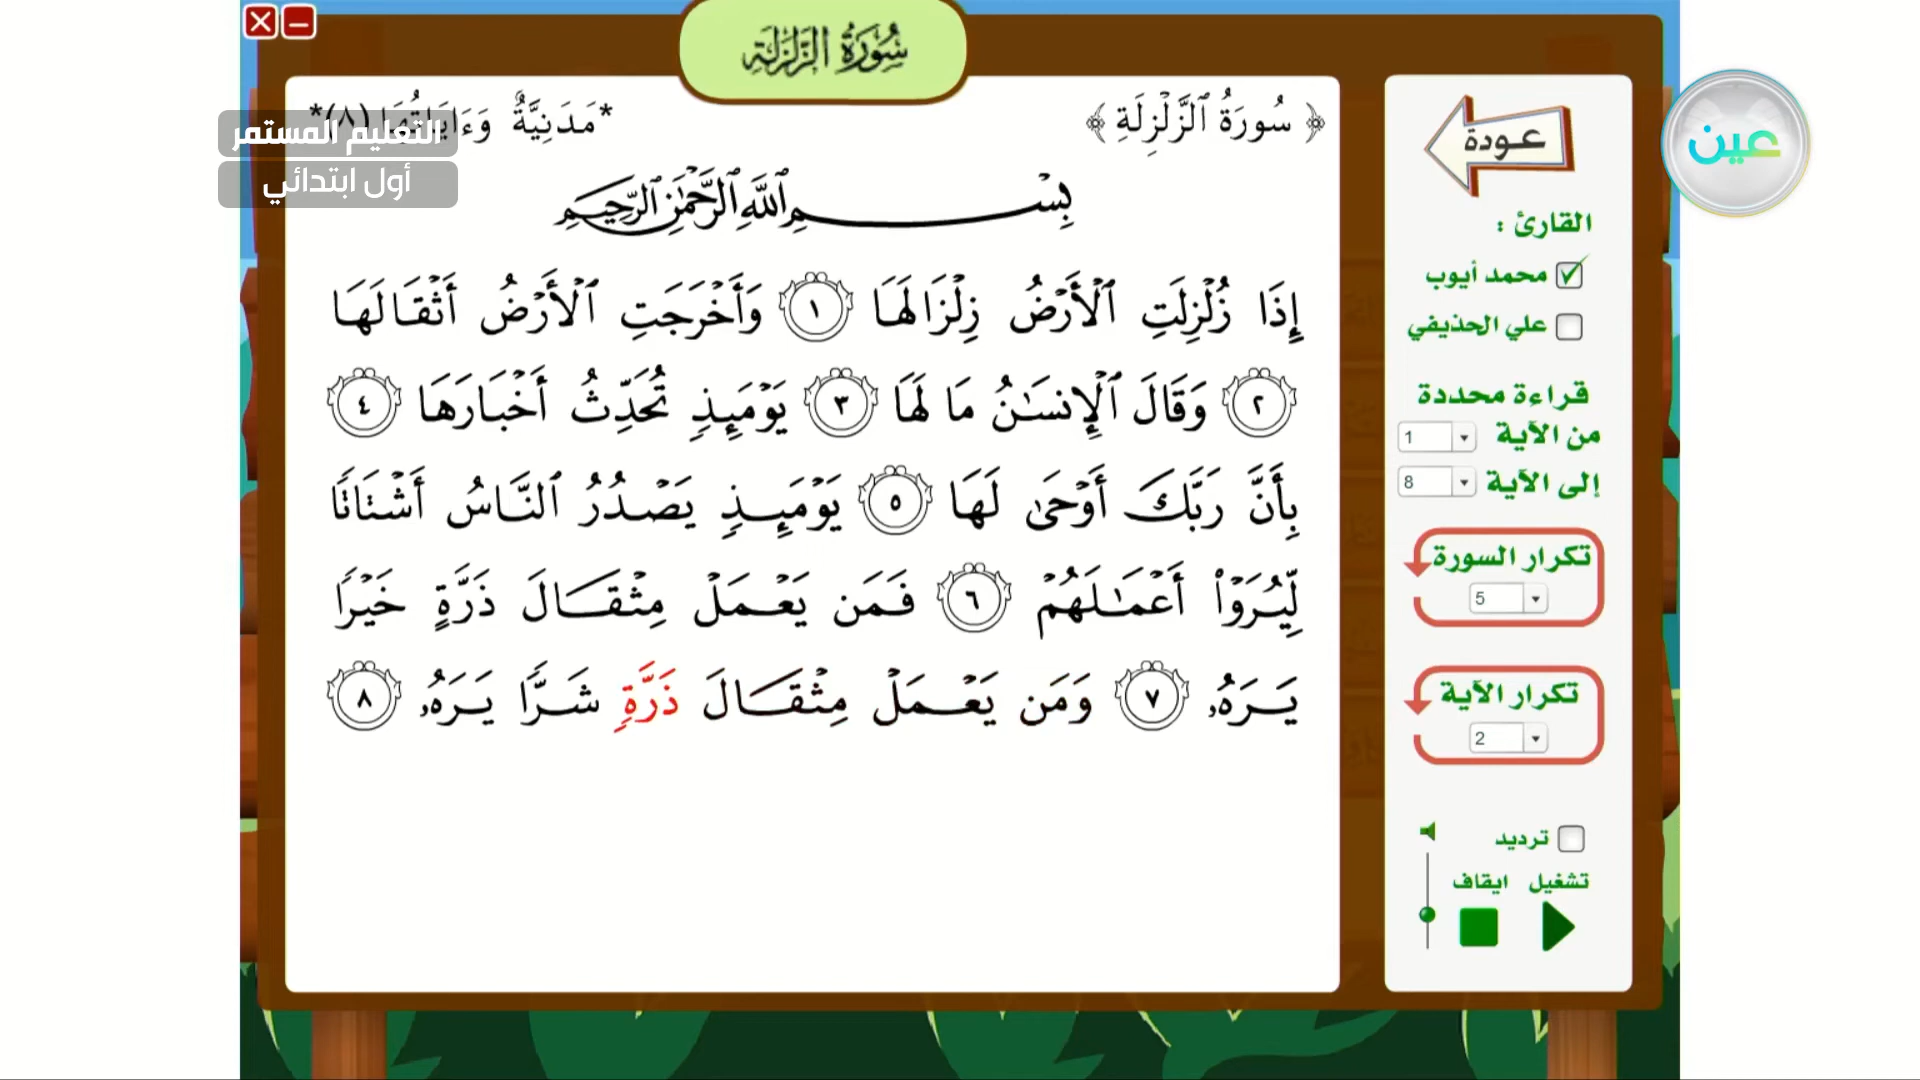 سُورَةُ الزَّلْزَلَةِ
﴿ سُورَةُ ٱلزَّلْزَلَةِ ﴾ *مَدَنِيَّةٌ وَءَايَاتُهَا (٨)*
التعليم المستمر
أول ابتدائي
بِسْمِ ٱللَّهِ ٱلرَّحْمَٰنِ ٱلرَّحِيمِ
إِذَا زُلْزِلَتِ ٱلْأَرْضُ زِلْزَالَهَا ١ وَأَخْرَجَتِ ٱلْأَرْضُ أَثْقَالَهَا
٢ وَقَالَ ٱلْإِنسَٰنُ مَا لَهَا ٣ يَوْمَئِذٍ تُحَدِّثُ أَخْبَارَهَا ٤
بِأَنَّ رَبَّكَ أَوْحَىٰ لَهَا ٥ يَوْمَئِذٍ يَصْدُرُ ٱلنَّاسُ أَشْتَاتًا
لِّيُرَوْا۟ أَعْمَٰلَهُمْ ٦ فَمَن يَعْمَلْ مِثْقَالَ ذَرَّةٍ خَيْرًا
يَرَهُۥ ٧ وَمَن يَعْمَلْ مِثْقَالَ ذَرَّةٍ شَرًّا يَرَهُۥ ٨
عودة
القارئ :
محمد أيوب
علي الحذيفي
قراءة محددة
من الآية 1
إلى الآية 8
تكرار السورة
5
تكرار الآية
2
ترديد
تشغيل ايقاف
عين